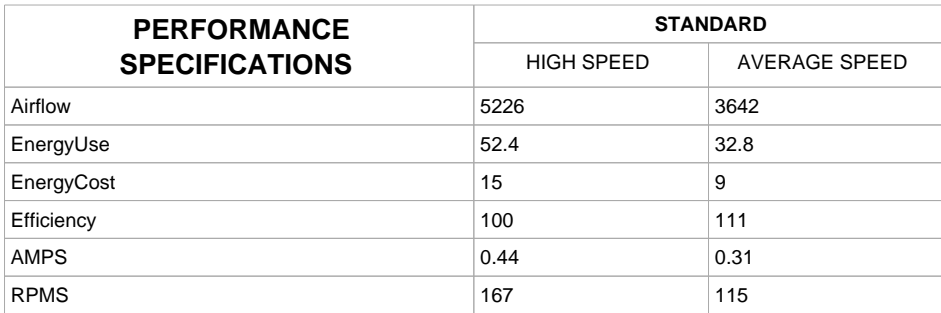 PERFORMANCE
SPECIFICATIONS
STANDARD
HIGH SPEED AVERAGE SPEED
Airflow 5226 3642
EnergyUse 52.4 32.8
EnergyCost 15 9
Efficiency 100 111
AMPS 0.44 0.31
RPMS 167 115